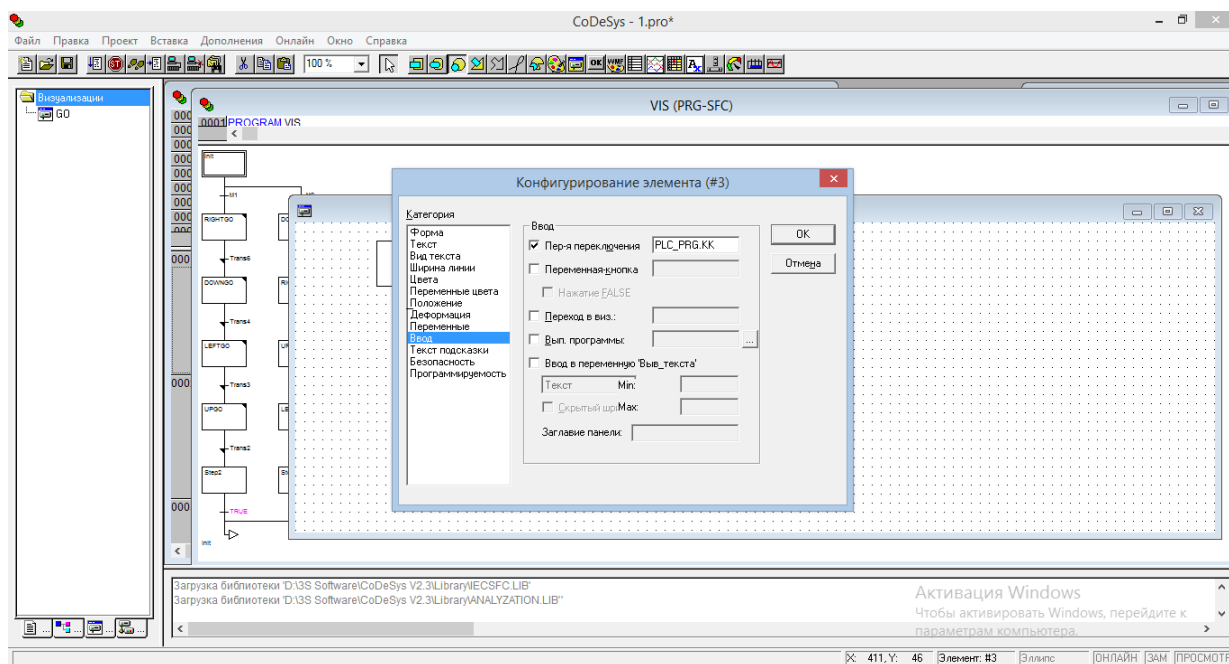 CoDeSys - 1.pro*
Файл Правка Проект Вставка Дополнения Онлайн Окно Справка
100 %
Визуализации
GO
VIS (PRG-SFC)
0001 PROGRAM VIS
Init
M1
RIGHTGO
Trans6
DOWNGO
Trans4
LEFTGO
Trans3
UPGO
Trans2
Step2
TRUE
Init
Конфигурирование элемента (#3)
Категория
Форма
Текст
Вид текста
Ширина линии
Цвета
Переменные цвета
Положение
Деформация
Переменные
Ввод
Текст подсказки
Безопасность
Программируемость
Ввод
Пер-я переключения PLC_PRG.KK
Переменная-кнопка
Нажатие FALSE
Переход в виз.:
Вып. программы: ...
Ввод в переменную 'Выв_текста'
Текст Min:
Скрытый шри Max:
Заглавие панели:
OK
Отмена
Загрузка библиотеки 'D:\3S Software\CoDeSys V2.3\Library\IECSFC.LIB'
Загрузка библиотеки 'D:\3S Software\CoDeSys V2.3\Library\ANALYZATION.LIB'
Активация Windows
Чтобы активировать Windows, перейдите к
параметрам компьютера.
X: 411, Y: 46 Элемент: #3 Эллипс ОНЛАЙН ЗАМ ПРОСМОТР